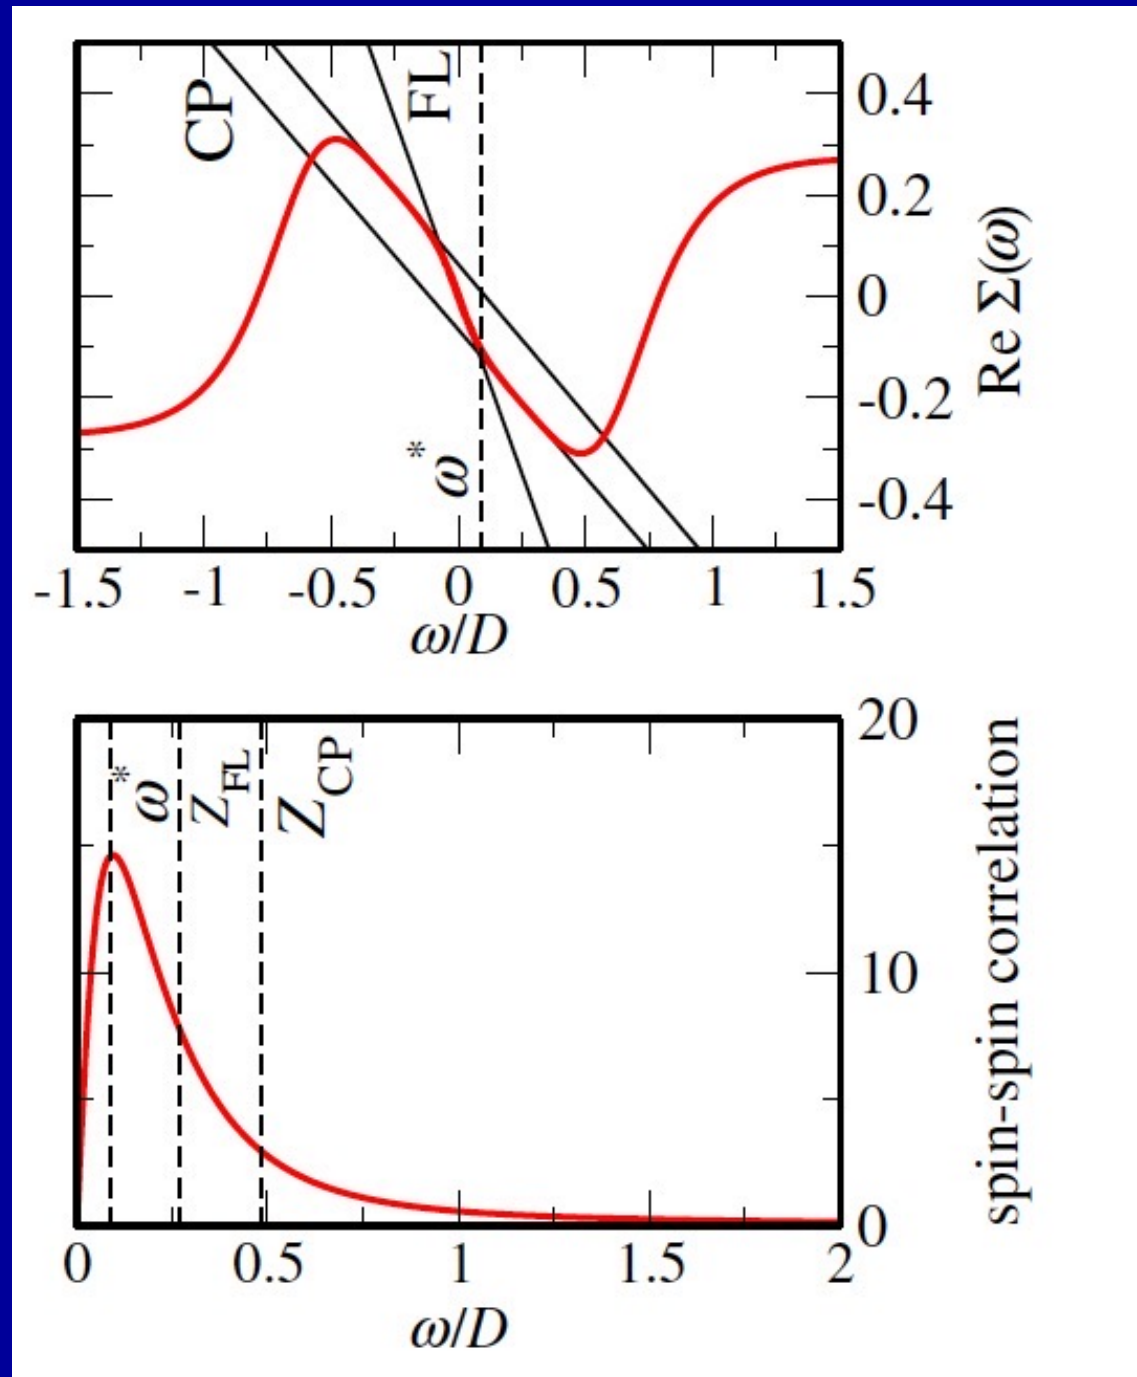 CP
FL
ω*
0.4
0.2
0
-0.2
-0.4
Re Σ(ω)
-1.5 -1 -0.5 0 0.5 1 1.5
ω/D
ω*
Z_FL
Z_CP
20
10
0
spin-spin correlation
0 0.5 1 1.5 2
ω/D